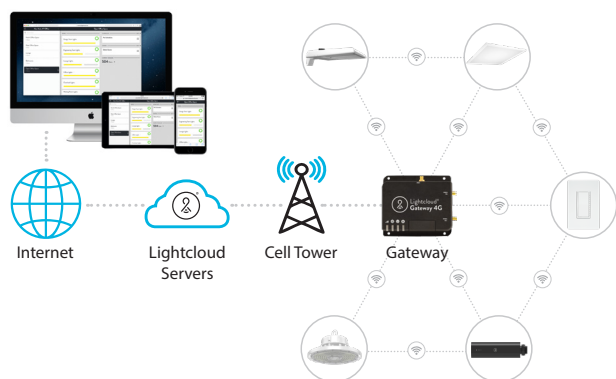 Lightcloud®
Gateway 4G
Internet
Lightcloud
Servers
Cell Tower
Gateway